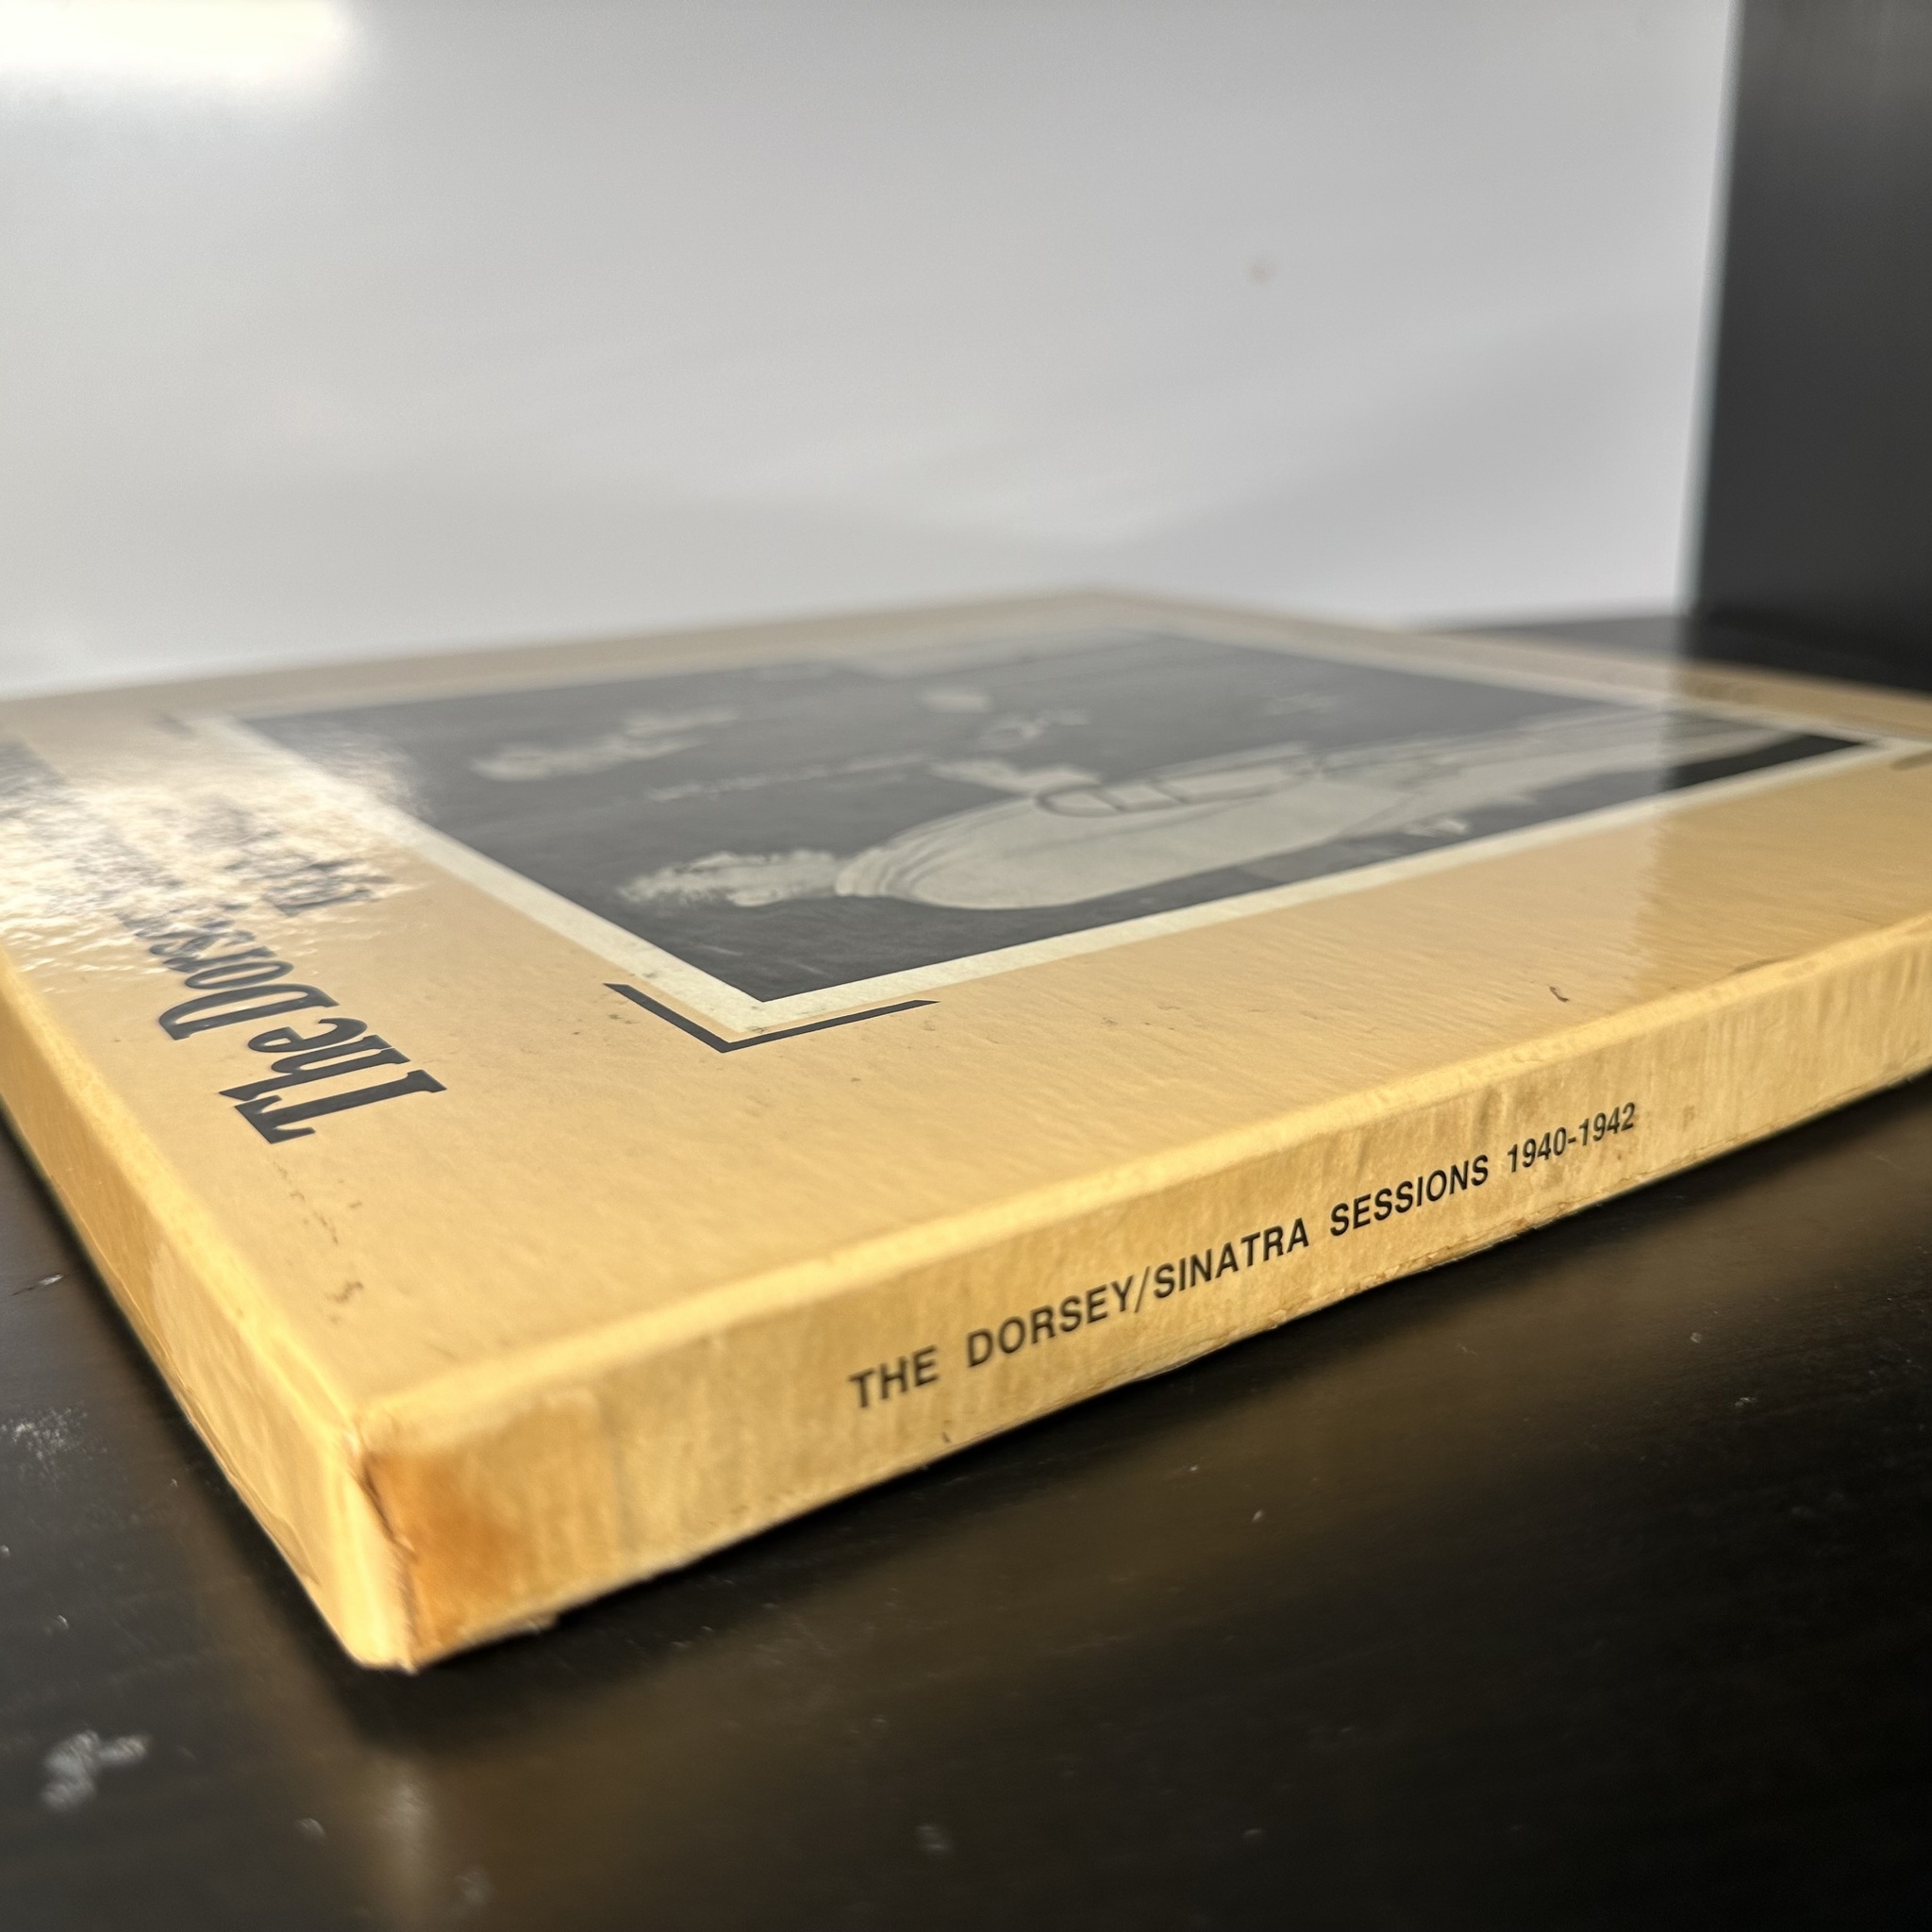 The Dorsey
THE DORSEY/SINATRA SESSIONS 1940-1942